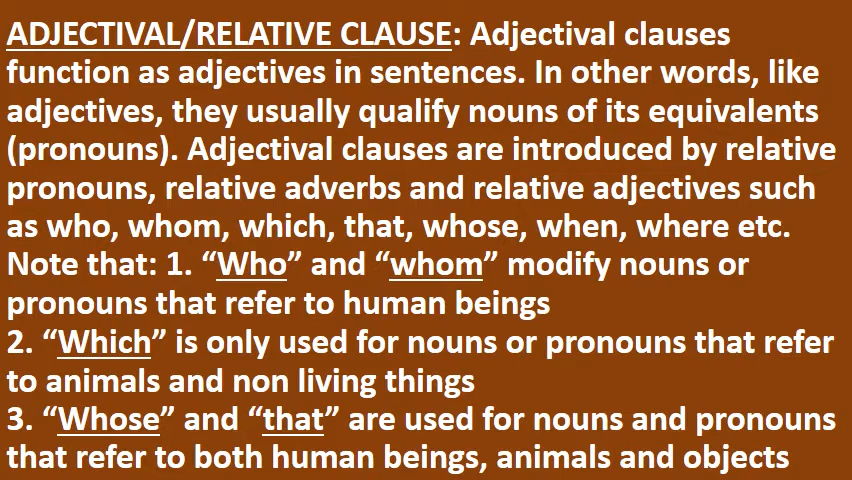 ADJECTIVAL/RELATIVE CLAUSE: Adjectival clauses
function as adjectives in sentences. In other words, like
adjectives, they usually qualify nouns of its equivalents
(pronouns). Adjectival clauses are introduced by relative
pronouns, relative adverbs and relative adjectives such
as who, whom, which, that, whose, when, where etc.
Note that: 1. “Who” and “whom” modify nouns or
pronouns that refer to human beings
2. “Which” is only used for nouns or pronouns that refer
to animals and non living things
3. “Whose” and “that” are used for nouns and pronouns
that refer to both human beings, animals and objects